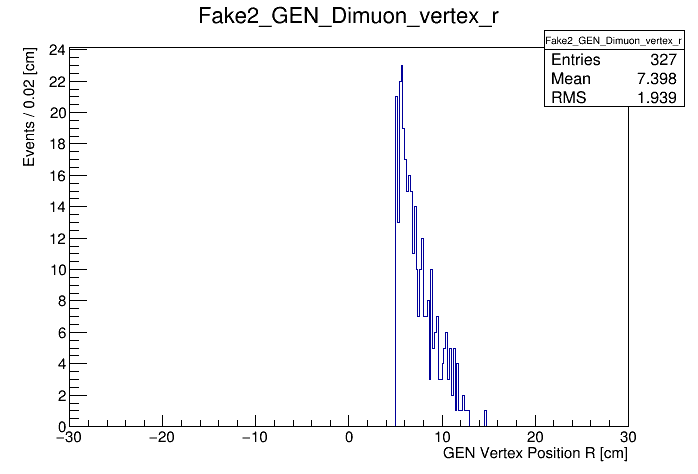 Fake2_GEN_Dimuon_vertex_r
Fake2_GEN_Dimuon_vertex_r
Entries 327
Mean 7.398
RMS 1.939
Events / 0.02 [cm]
24
22
20
18
16
14
12
10
8
6
4
2
0
−30 −20 −10 0 10 20 30
GEN Vertex Position R [cm]